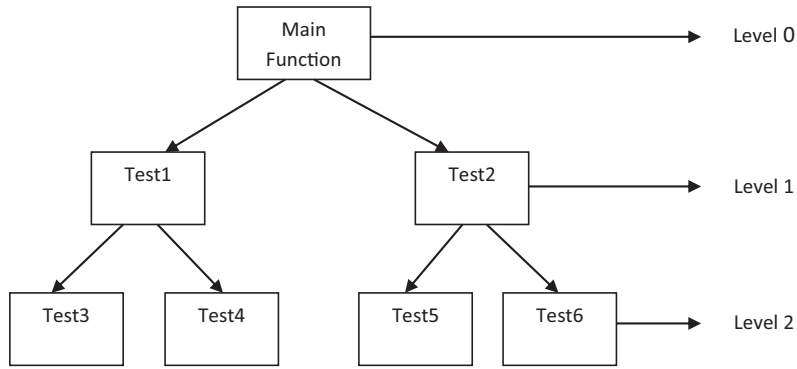 Main
Function
Level 0
Test1
Test2
Level 1
Test3
Test4
Test5
Test6
Level 2